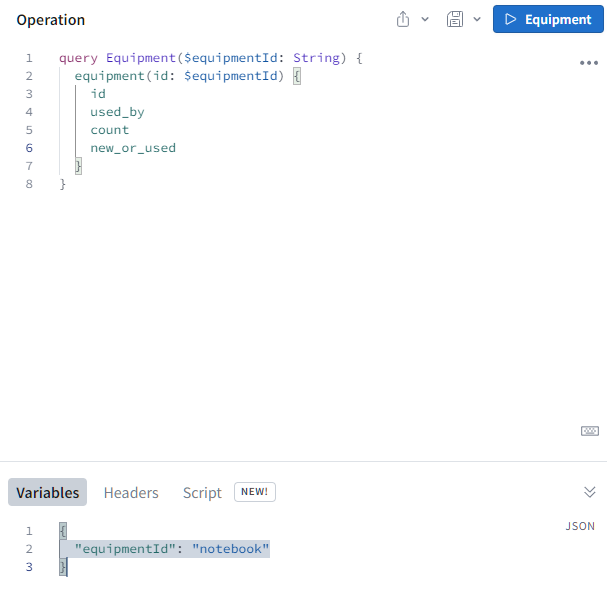 Operation
Equipment
1 query Equipment($equipmentId: String) {
2 equipment(id: $equipmentId) {
3 id
4 used_by
5 count
6 new_or_used
7 }
8 }
Variables Headers Script NEW!
JSON
1 {
2 "equipmentId": "notebook"
3 }